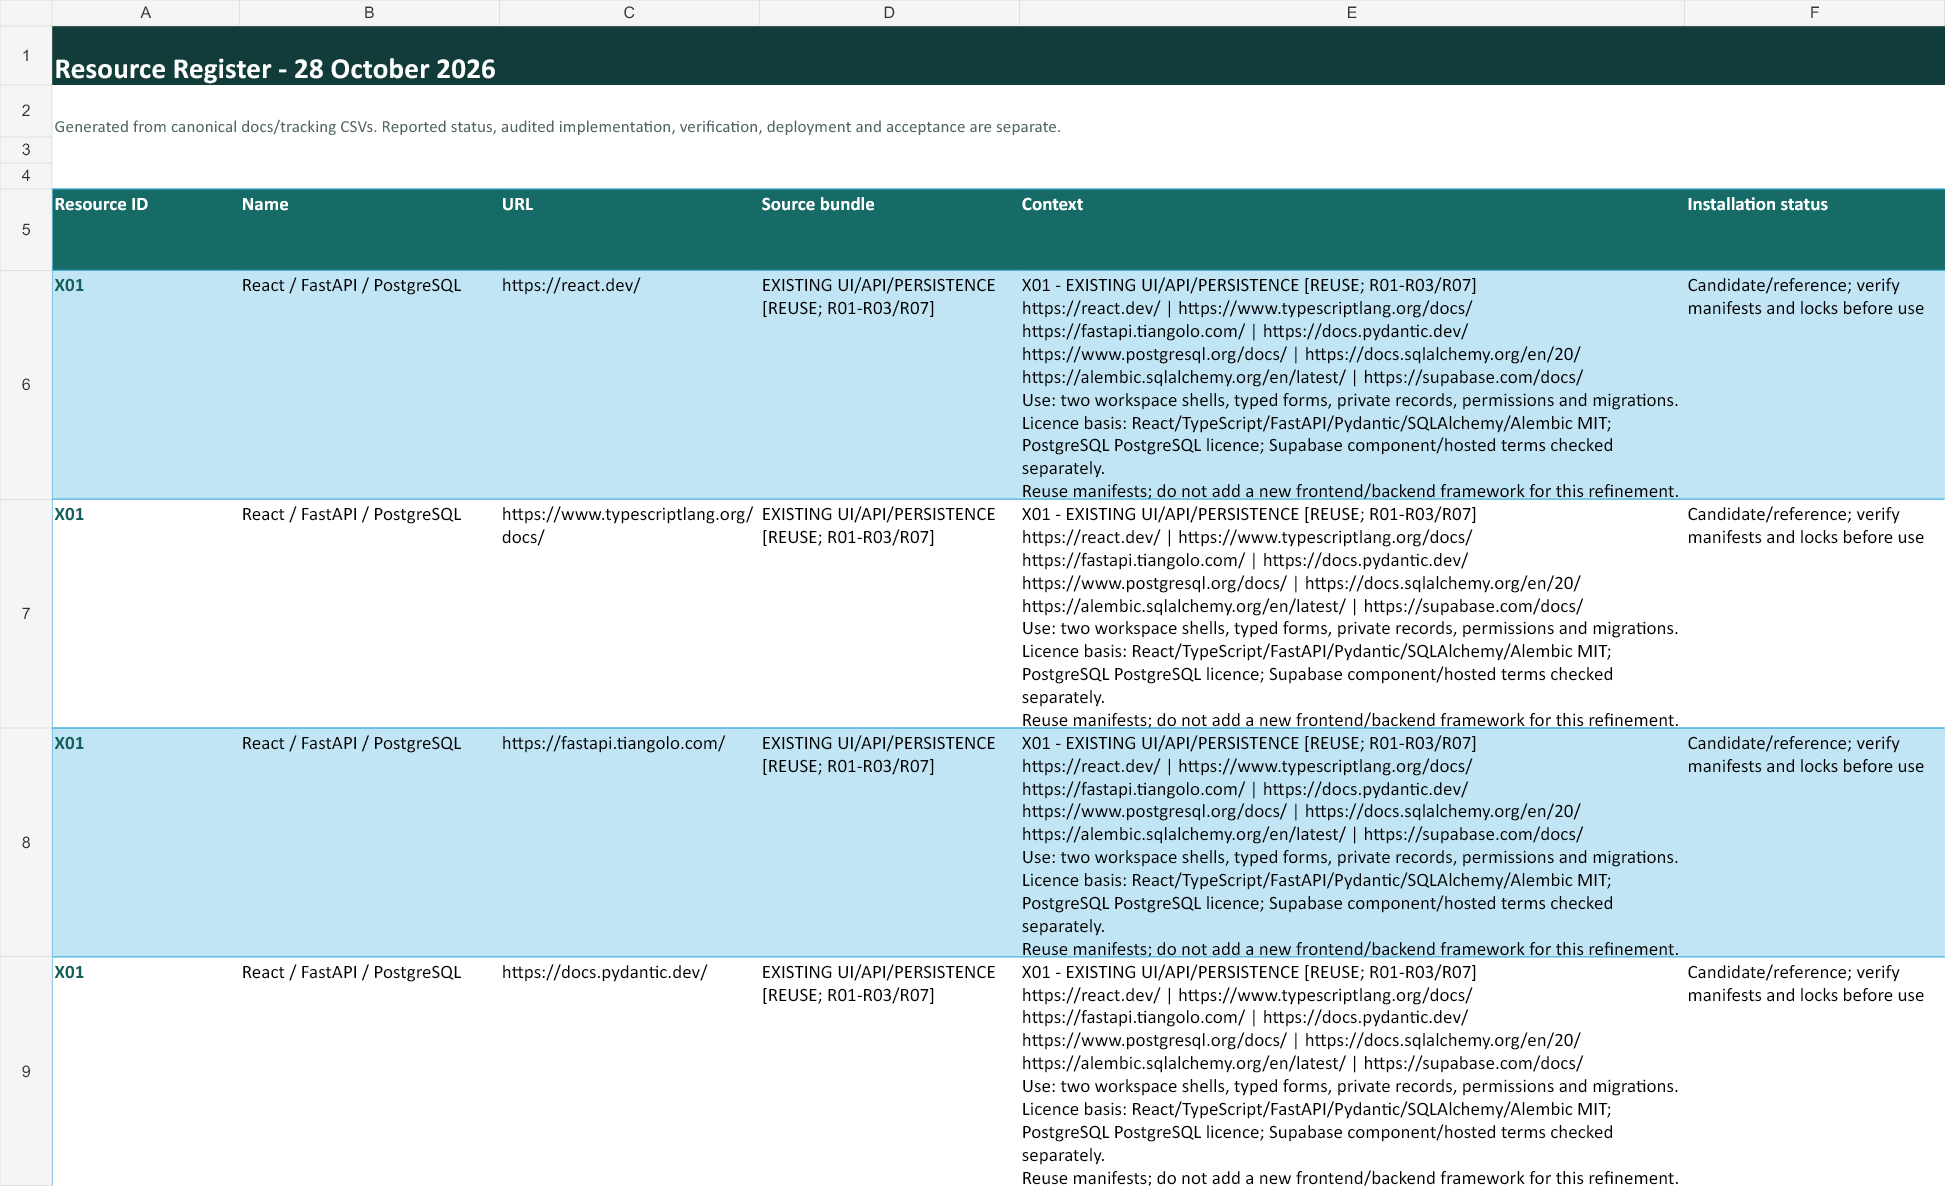 A B C D E F
1 Resource Register - 28 October 2026
2 Generated from canonical docs/tracking CSVs. Reported status, audited implementation, verification, deployment and acceptance are separate.
3
4
5 Resource ID Name URL Source bundle Context Installation status
6
X01
React / FastAPI / PostgreSQL
https://react.dev/
EXISTING UI/API/PERSISTENCE
[REUSE; R01-R03/R07]
X01 - EXISTING UI/API/PERSISTENCE [REUSE; R01-R03/R07]
https://react.dev/ | https://www.typescriptlang.org/docs/
https://fastapi.tiangolo.com/ | https://docs.pydantic.dev/
https://www.postgresql.org/docs/ | https://docs.sqlalchemy.org/en/20/
https://alembic.sqlalchemy.org/en/latest/ | https://supabase.com/docs/
Use: two workspace shells, typed forms, private records, permissions and migrations.
Licence basis: React/TypeScript/FastAPI/Pydantic/SQLAlchemy/Alembic MIT;
PostgreSQL PostgreSQL licence; Supabase component/hosted terms checked
separately.
Reuse manifests; do not add a new frontend/backend framework for this refinement.
Candidate/reference; verify
manifests and locks before use
7
X01
React / FastAPI / PostgreSQL
https://www.typescriptlang.org/
docs/
EXISTING UI/API/PERSISTENCE
[REUSE; R01-R03/R07]
X01 - EXISTING UI/API/PERSISTENCE [REUSE; R01-R03/R07]
https://react.dev/ | https://www.typescriptlang.org/docs/
https://fastapi.tiangolo.com/ | https://docs.pydantic.dev/
https://www.postgresql.org/docs/ | https://docs.sqlalchemy.org/en/20/
https://alembic.sqlalchemy.org/en/latest/ | https://supabase.com/docs/
Use: two workspace shells, typed forms, private records, permissions and migrations.
Licence basis: React/TypeScript/FastAPI/Pydantic/SQLAlchemy/Alembic MIT;
PostgreSQL PostgreSQL licence; Supabase component/hosted terms checked
separately.
Reuse manifests; do not add a new frontend/backend framework for this refinement.
Candidate/reference; verify
manifests and locks before use
8
X01
React / FastAPI / PostgreSQL
https://fastapi.tiangolo.com/
EXISTING UI/API/PERSISTENCE
[REUSE; R01-R03/R07]
X01 - EXISTING UI/API/PERSISTENCE [REUSE; R01-R03/R07]
https://react.dev/ | https://www.typescriptlang.org/docs/
https://fastapi.tiangolo.com/ | https://docs.pydantic.dev/
https://www.postgresql.org/docs/ | https://docs.sqlalchemy.org/en/20/
https://alembic.sqlalchemy.org/en/latest/ | https://supabase.com/docs/
Use: two workspace shells, typed forms, private records, permissions and migrations.
Licence basis: React/TypeScript/FastAPI/Pydantic/SQLAlchemy/Alembic MIT;
PostgreSQL PostgreSQL licence; Supabase component/hosted terms checked
separately.
Reuse manifests; do not add a new frontend/backend framework for this refinement.
Candidate/reference; verify
manifests and locks before use
9
X01
React / FastAPI / PostgreSQL
https://docs.pydantic.dev/
EXISTING UI/API/PERSISTENCE
[REUSE; R01-R03/R07]
X01 - EXISTING UI/API/PERSISTENCE [REUSE; R01-R03/R07]
https://react.dev/ | https://www.typescriptlang.org/docs/
https://fastapi.tiangolo.com/ | https://docs.pydantic.dev/
https://www.postgresql.org/docs/ | https://docs.sqlalchemy.org/en/20/
https://alembic.sqlalchemy.org/en/latest/ | https://supabase.com/docs/
Use: two workspace shells, typed forms, private records, permissions and migrations.
Licence basis: React/TypeScript/FastAPI/Pydantic/SQLAlchemy/Alembic MIT;
PostgreSQL PostgreSQL licence; Supabase component/hosted terms checked
separately.
Reuse manifests; do not add a new frontend/backend framework for this refinement.
Candidate/reference; verify
manifests and locks before use